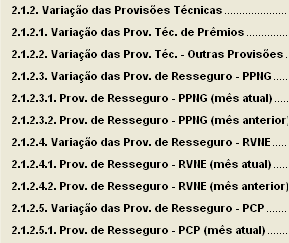 2.1.2. Variação das Provisões Técnicas ....................
2.1.2.1. Variação das Prov. Téc. de Prêmios ............
2.1.2.2. Variação das Prov. Téc. - Outras Provisões .
2.1.2.3. Variação das Prov. de Resseguro - PPNG .....
2.1.2.3.1. Prov. de Resseguro - PPNG (mês atual) .....
2.1.2.3.2. Prov. de Resseguro - PPNG (mês anterior)
2.1.2.4. Variação das Prov. de Resseguro - RVNE .....
2.1.2.4.1. Prov. de Resseguro - RVNE (mês atual) ......
2.1.2.4.2. Prov. de Resseguro - RVNE (mês anterior)
2.1.2.5. Variação das Prov. de Resseguro - PCP .......
2.1.2.5.1. Prov. de Resseguro - PCP (mês atual) .......